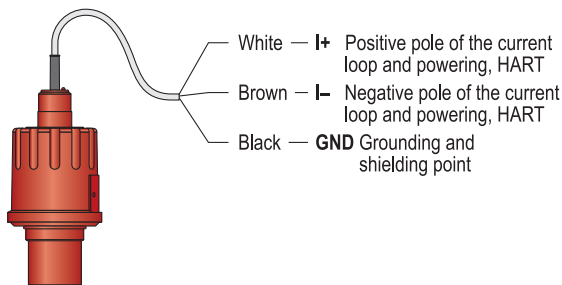 White — I+ Positive pole of the current
loop and powering, HART
Brown — I– Negative pole of the current
loop and powering, HART
Black — GND Grounding and
shielding point